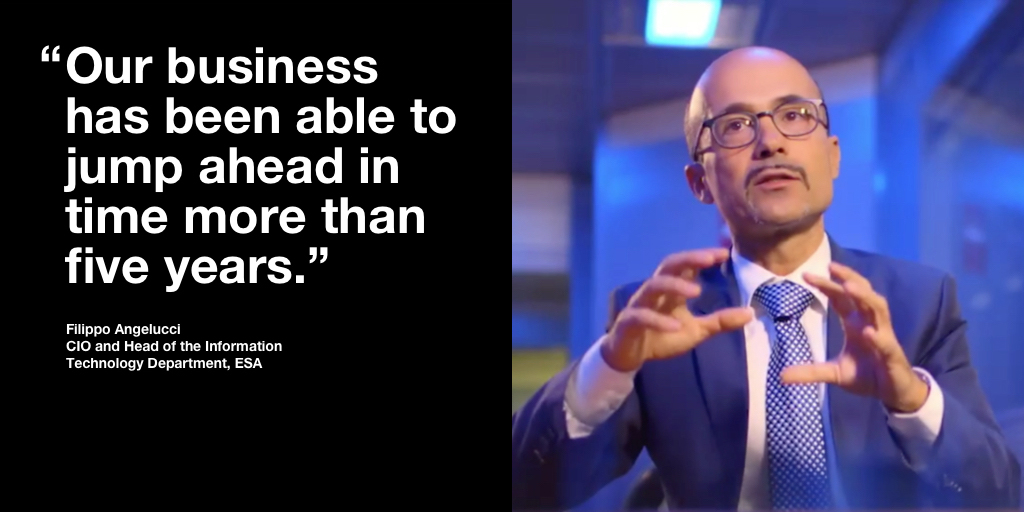 “Our business
has been able to
jump ahead in
time more than
five years.”
Filippo Angelucci
CIO and Head of the Information
Technology Department, ESA